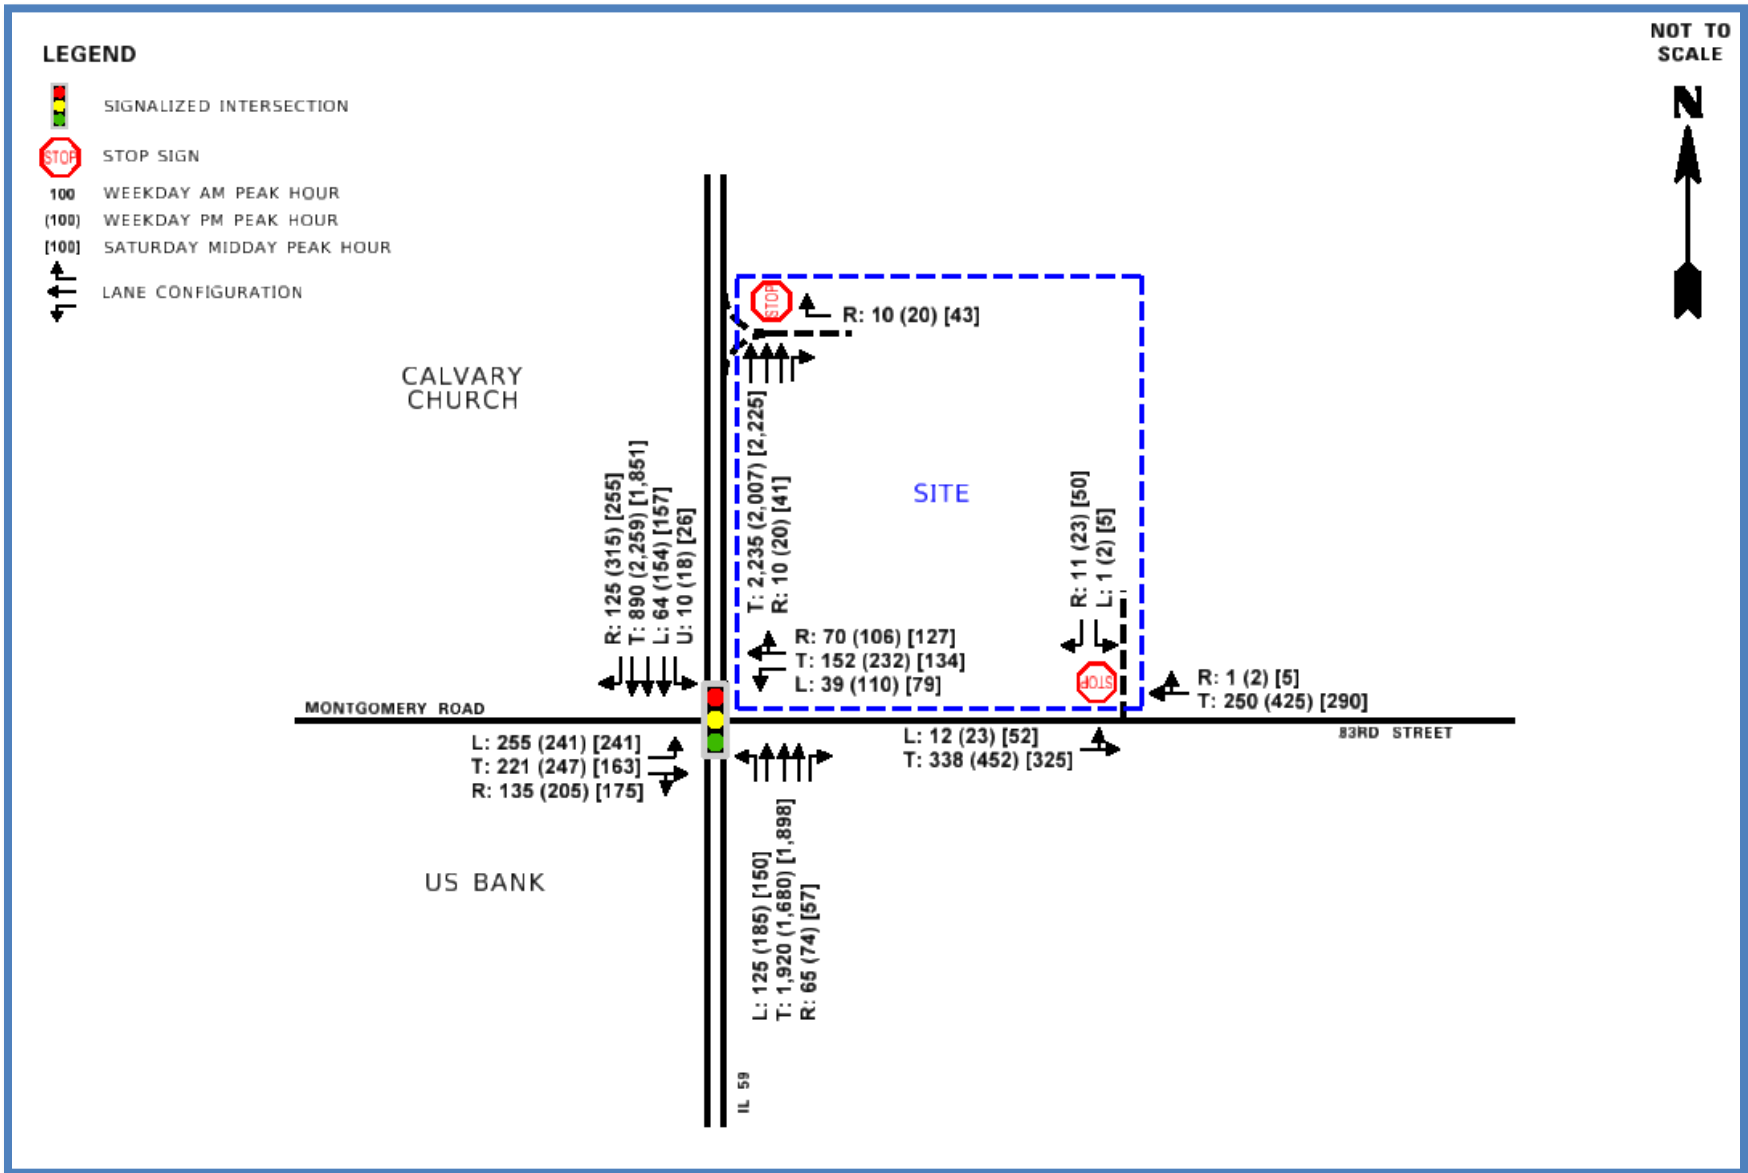 NOT TO
SCALE
N
LEGEND
SIGNALIZED INTERSECTION
STOP
STOP SIGN
100 WEEKDAY AM PEAK HOUR
(100) WEEKDAY PM PEAK HOUR
[100] SATURDAY MIDDAY PEAK HOUR
LANE CONFIGURATION
STOP
R: 10 (20) [43]
CALVARY
CHURCH
T: 2,235 (2,007) [2,225]
R: 10 (20) [41]
SITE
R: 125 (315) [255]
T: 890 (2,259) [1,851]
L: 64 (154) [157]
U: 10 (18) [26]
R: 11 (23) [50]
L: 1 (2) [5]
R: 70 (106) [127]
T: 152 (232) [134]
L: 39 (110) [79]
STOP
R: 1 (2) [5]
T: 250 (425) [290]
MONTGOMERY ROAD
83RD STREET
L: 255 (241) [241]
T: 221 (247) [163]
R: 135 (205) [175]
L: 12 (23) [52]
T: 338 (452) [325]
L: 125 (185) [150]
T: 1,920 (1,680) [1,898]
R: 65 (74) [57]
US BANK
IL 59